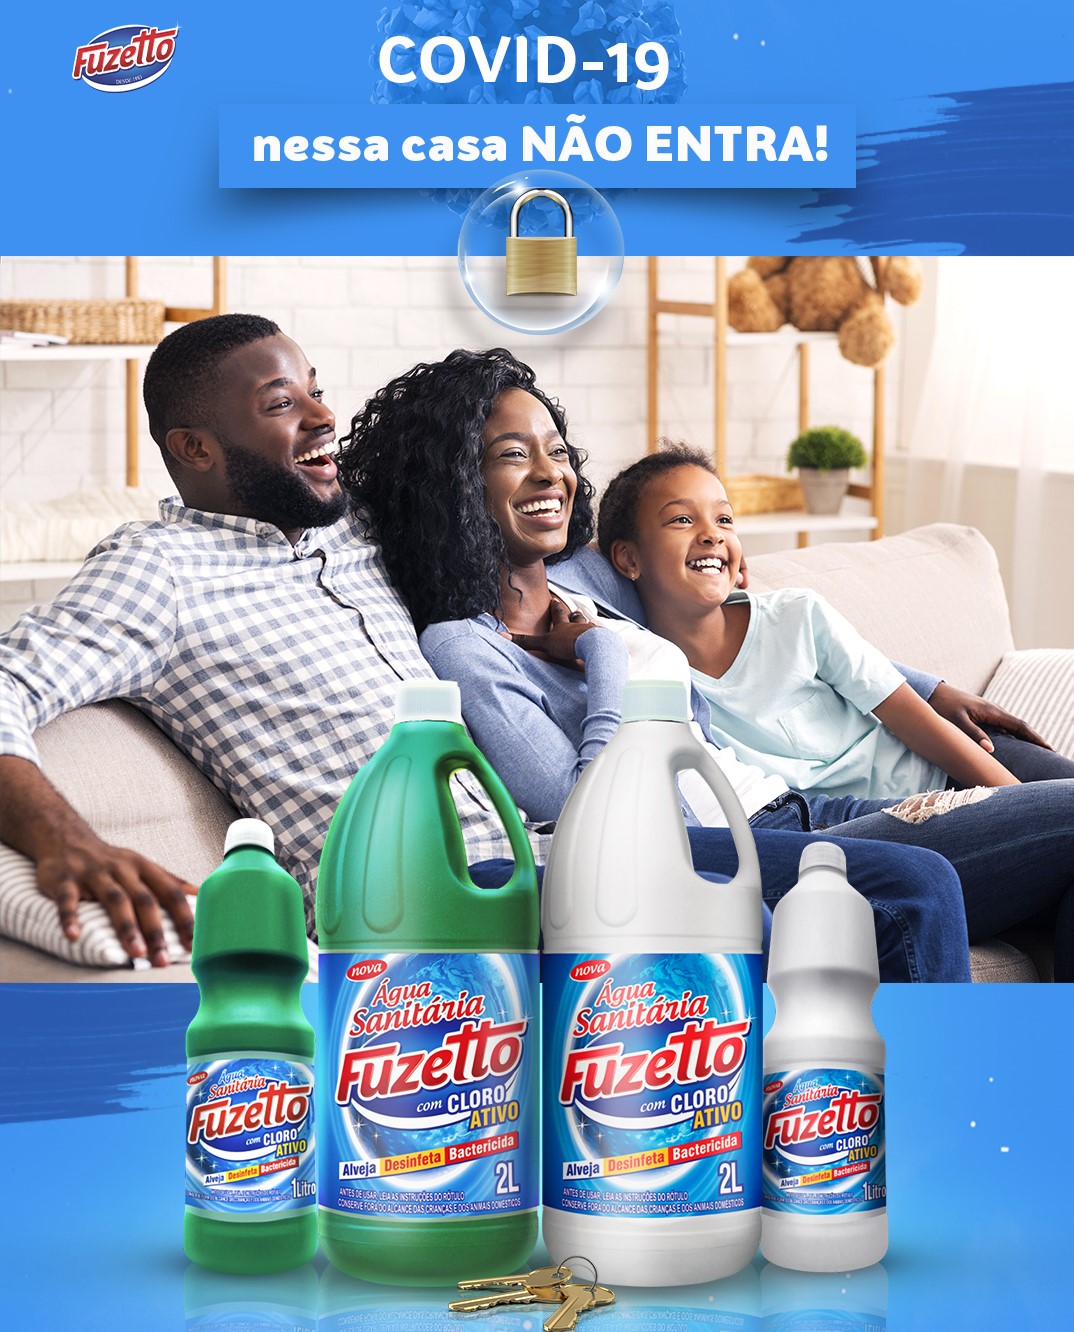 Fuzetto
DESDE 1993
COVID-19
nessa casa NÃO ENTRA!
nova
Água
Sanitária
Fuzetto
com CLORO
ATIVO
Alveja Desinfeta Bactericida
1Litro
nova
Água
Sanitária
Fuzetto
com CLORO
ATIVO
Alveja Desinfeta Bactericida
2L
ANTES DE USAR, LEIA AS INSTRUÇÕES DO RÓTULO
CONSERVE FORA DO ALCANCE DAS CRIANÇAS E DOS ANIMAIS DOMÉSTICOS
nova
Água
Sanitária
Fuzetto
com CLORO
ATIVO
Alveja Desinfeta Bactericida
2L
ANTES DE USAR, LEIA AS INSTRUÇÕES DO RÓTULO
CONSERVE FORA DO ALCANCE DAS CRIANÇAS E DOS ANIMAIS DOMÉSTICOS
nova
Água
Sanitária
Fuzetto
com CLORO
ATIVO
Alveja Desinfeta Bactericida
1Litro